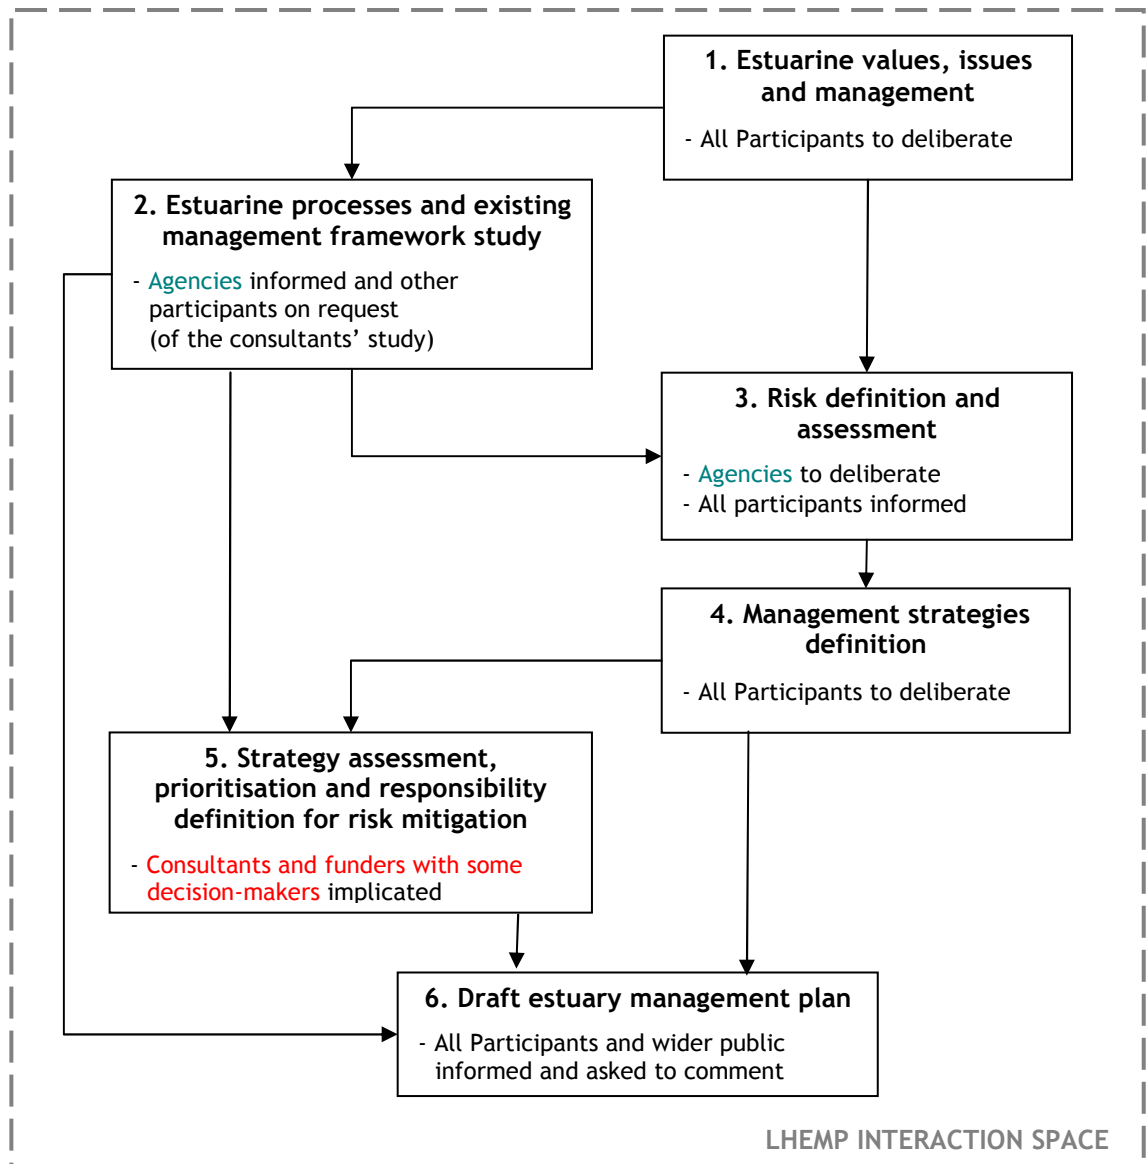 1. Estuarine values, issues
and management
- All Participants to deliberate
2. Estuarine processes and existing
management framework study
- Agencies informed and other
participants on request
(of the consultants’ study)
3. Risk definition and
assessment
- Agencies to deliberate
- All participants informed
4. Management strategies
definition
- All Participants to deliberate
5. Strategy assessment,
prioritisation and responsibility
definition for risk mitigation
- Consultants and funders with some
decision-makers implicated
6. Draft estuary management plan
- All Participants and wider public
informed and asked to comment
LHEMP INTERACTION SPACE